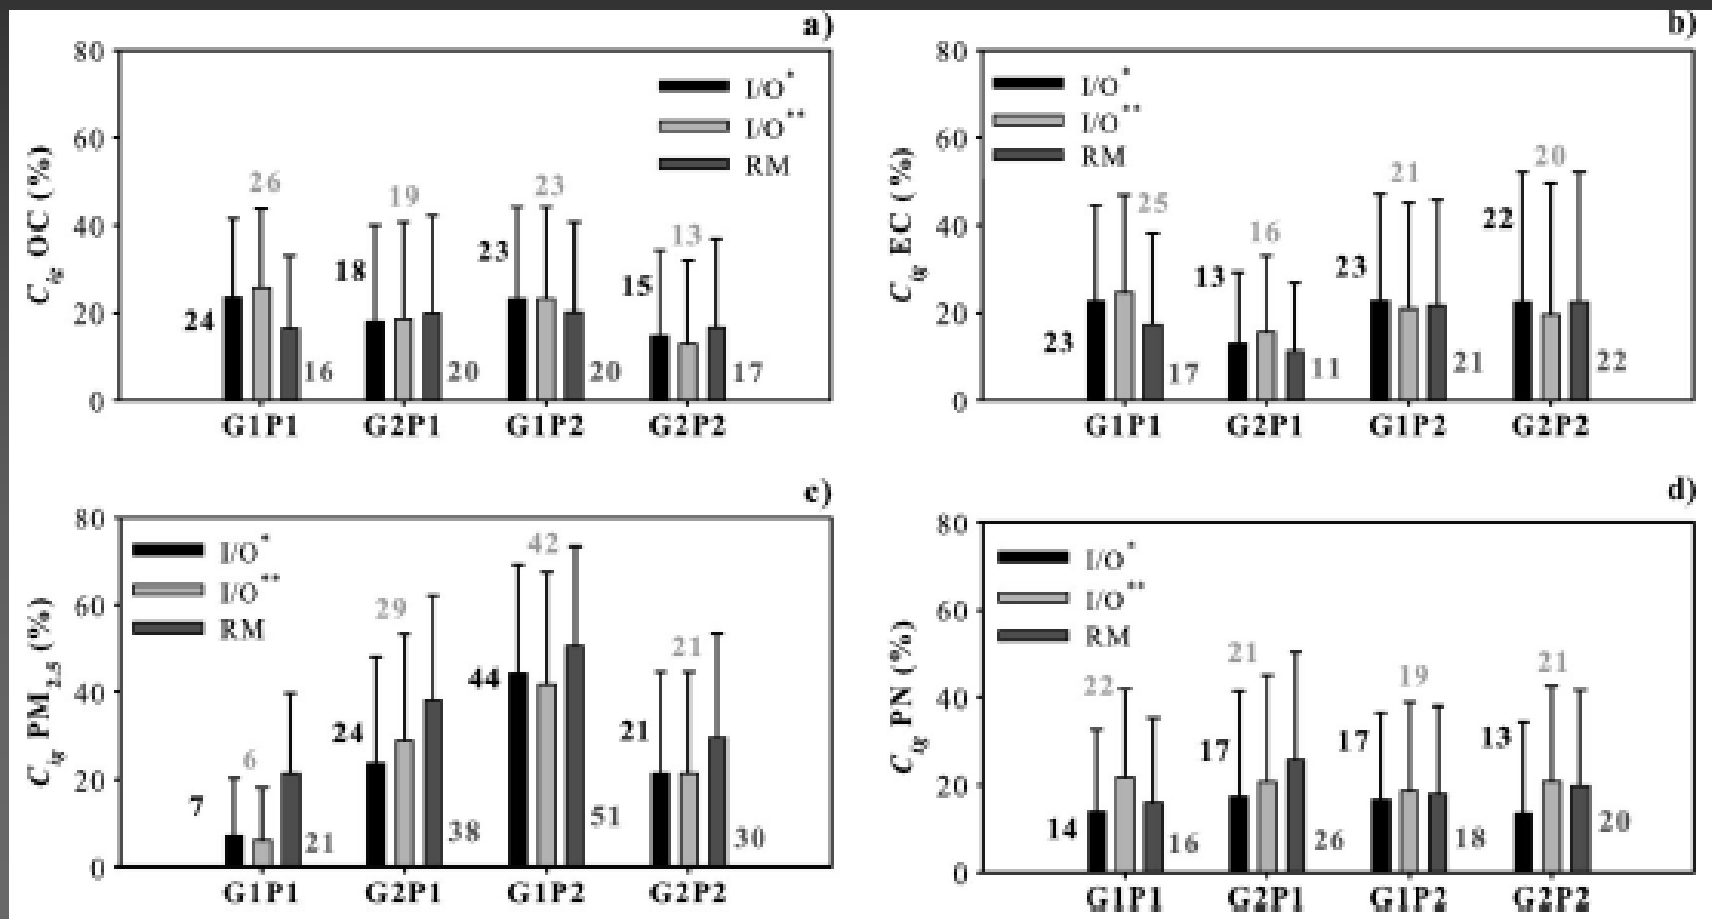 a)
80
60
40
20
0
C_ig OC (%)
I/O*
I/O**
RM
24
26
16
18
19
20
23
23
20
15
13
17
G1P1 G2P1 G1P2 G2P2
b)
80
60
40
20
0
C_ig EC (%)
I/O*
I/O**
RM
23
25
17
13
16
11
23
21
21
22
20
22
G1P1 G2P1 G1P2 G2P2
c)
80
60
40
20
0
C_ig PM_2.5 (%)
I/O*
I/O**
RM
7
6
21
24
29
38
44
42
51
21
21
30
G1P1 G2P1 G1P2 G2P2
d)
80
60
40
20
0
C_ig PN (%)
I/O*
I/O**
RM
14
22
16
17
21
26
17
19
18
13
21
20
G1P1 G2P1 G1P2 G2P2